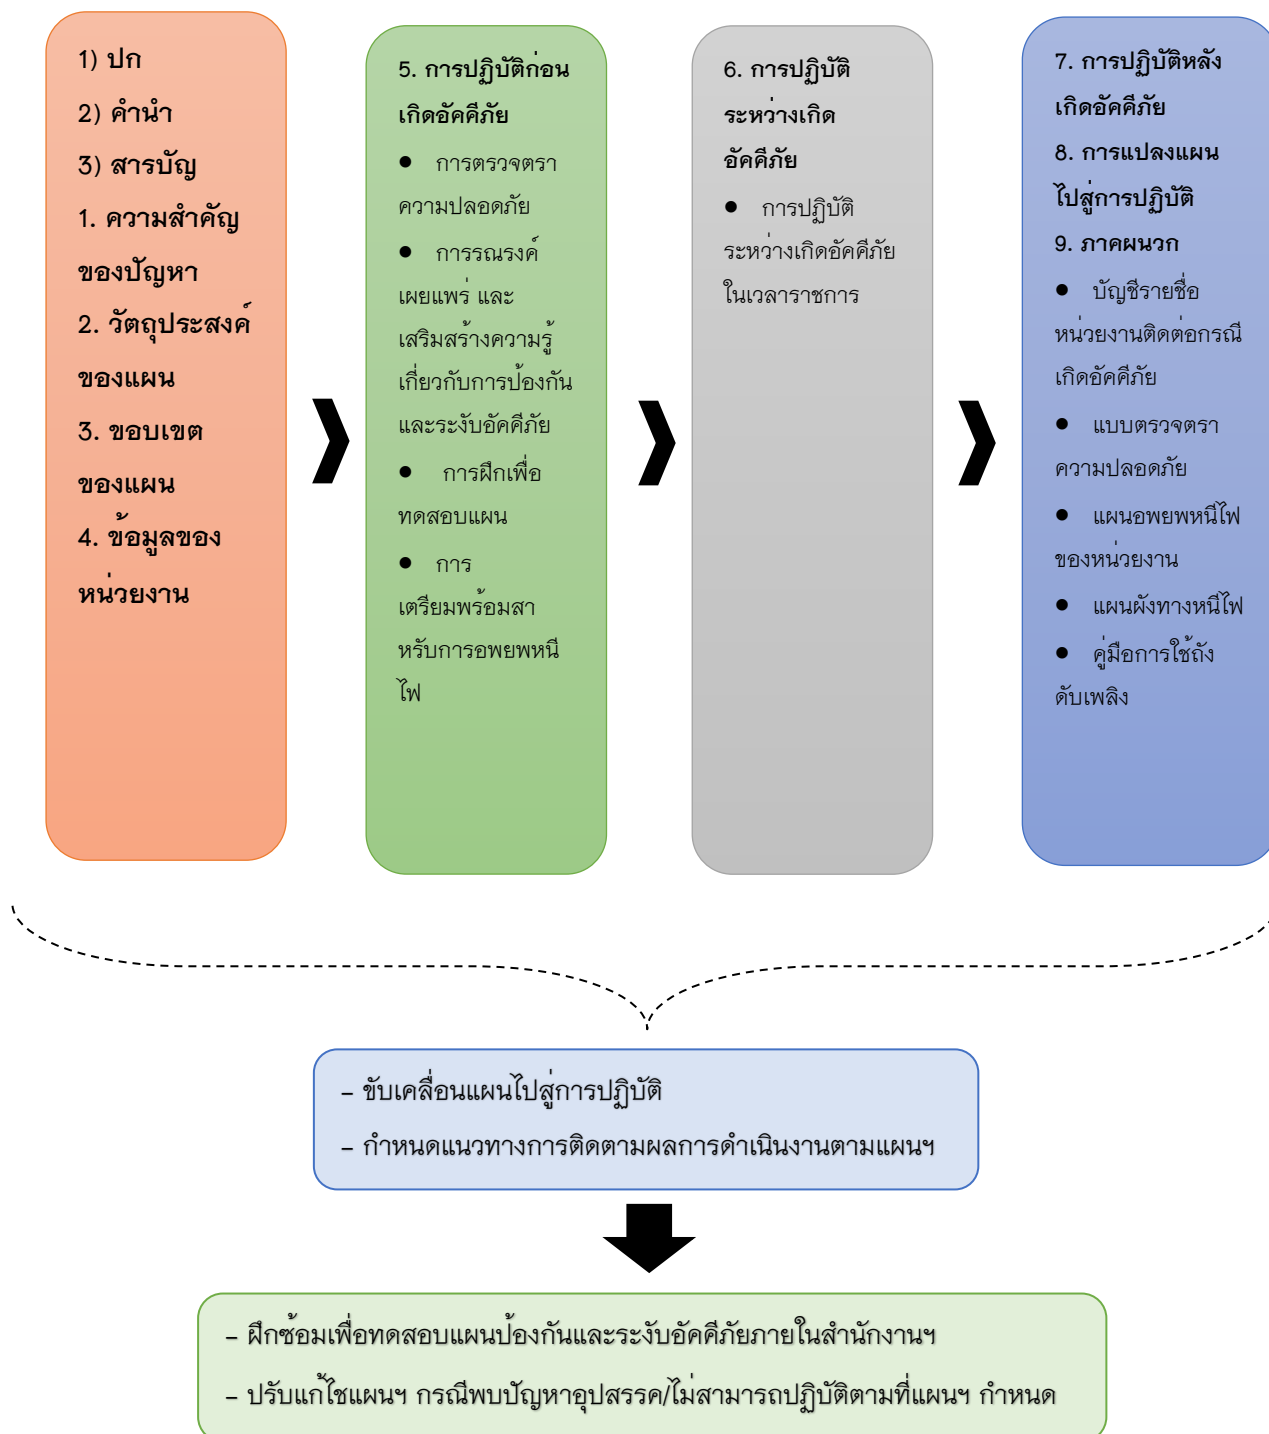 1) ปก
2) คำนำ
3) สารบัญ
1. ความสำคัญ
ของปัญหา
2. วัตถุประสงค์
ของแผน
3. ขอบเขต
ของแผน
4. ข้อมูลของ
หน่วยงาน
5. การปฏิบัติก่อน
เกิดอัคคีภัย
● การตรวจตรา
ความปลอดภัย
● การรณรงค์
เผยแพร่ และ
เสริมสร้างความรู้
เกี่ยวกับการป้องกัน
และระงับอัคคีภัย
● การฝึกเพื่อ
ทดสอบแผน
● การ
เตรียมพร้อมสา
หรับการอพยพหนี
ไฟ
6. การปฏิบัติ
ระหว่างเกิด
อัคคีภัย
● การปฏิบัติ
ระหว่างเกิดอัคคีภัย
ในเวลาราชการ
7. การปฏิบัติหลัง
เกิดอัคคีภัย
8. การแปลงแผน
ไปสู่การปฏิบัติ
9. ภาคผนวก
● บัญชีรายชื่อ
หน่วยงานติดต่อกรณี
เกิดอัคคีภัย
● แบบตรวจตรา
ความปลอดภัย
● แผนอพยพหนีไฟ
ของหน่วยงาน
● แผนผังทางหนีไฟ
● คู่มือการใช้ถัง
ดับเพลิง
– ขับเคลื่อนแผนไปสู่การปฏิบัติ
– กำหนดแนวทางการติดตามผลการดำเนินงานตามแผนฯ
– ฝึกซ้อมเพื่อทดสอบแผนป้องกันและระงับอัคคีภัยภายในสำนักงานฯ
– ปรับแก้ไชแผนฯ กรณีพบปัญหาอุปสรรค/ไม่สามารถปฏิบัติตามที่แผนฯ กำหนด